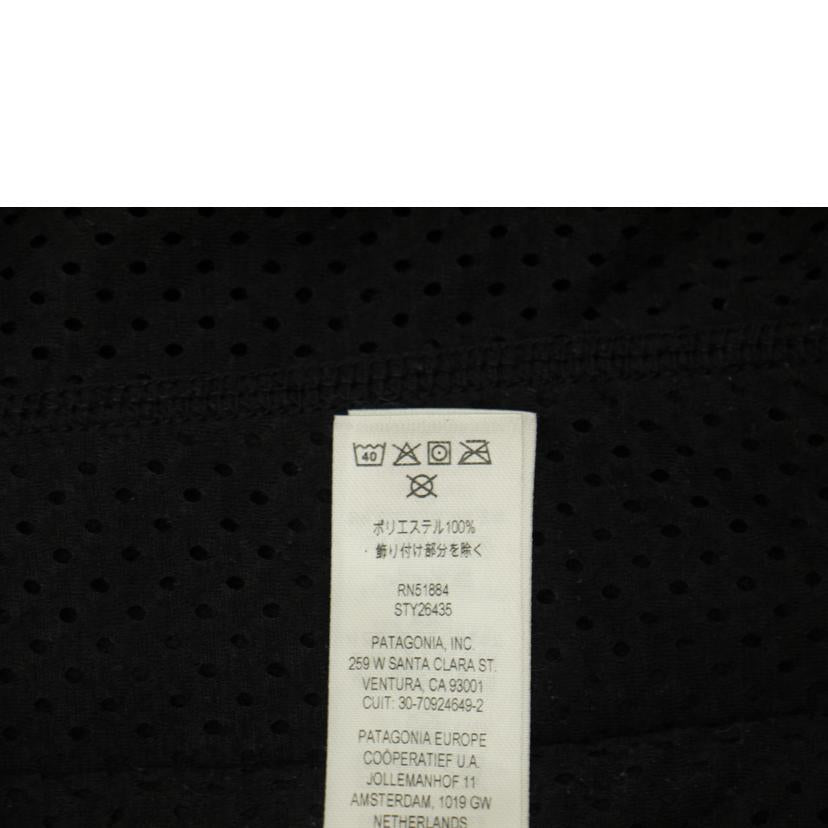 40
ポリエステル100%
・飾り付け部分を除く
RN51884
STY26435
PATAGONIA, INC.
259 W SANTA CLARA ST.
VENTURA, CA 93001
CUIT: 30-70924649-2
PATAGONIA EUROPE
COÖPERATIEF U.A.
JOLLEMANHOF 11
AMSTERDAM, 1019 GW
NETHERLANDS